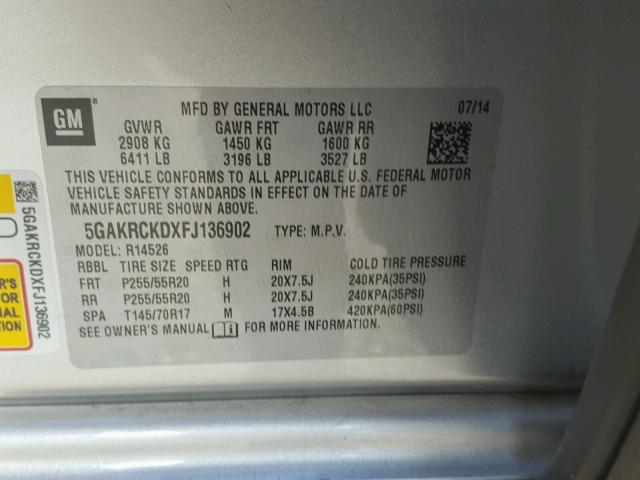 GM
MFD BY GENERAL MOTORS LLC 07/14
GVWR GAWR FRT GAWR RR
2908 KG 1450 KG 1600 KG
6411 LB 3196 LB 3527 LB
THIS VEHICLE CONFORMS TO ALL APPLICABLE U.S. FEDERAL MOTOR
VEHICLE SAFETY STANDARDS IN EFFECT ON THE DATE OF
MANUFACTURE SHOWN ABOVE.
5GAKRCKDXFJ136902 TYPE: M.P.V.
MODEL: R14526
RBBL TIRE SIZE SPEED RTG RIM COLD TIRE PRESSURE
FRT P255/55R20 H 20X7.5J 240KPA(35PSI)
RR P255/55R20 H 20X7.5J 240KPA(35PSI)
SPA T145/70R17 M 17X4.5B 420KPA(60PSI)
SEE OWNER'S MANUAL i FOR MORE INFORMATION.
5GAKRCKDXFJ136902